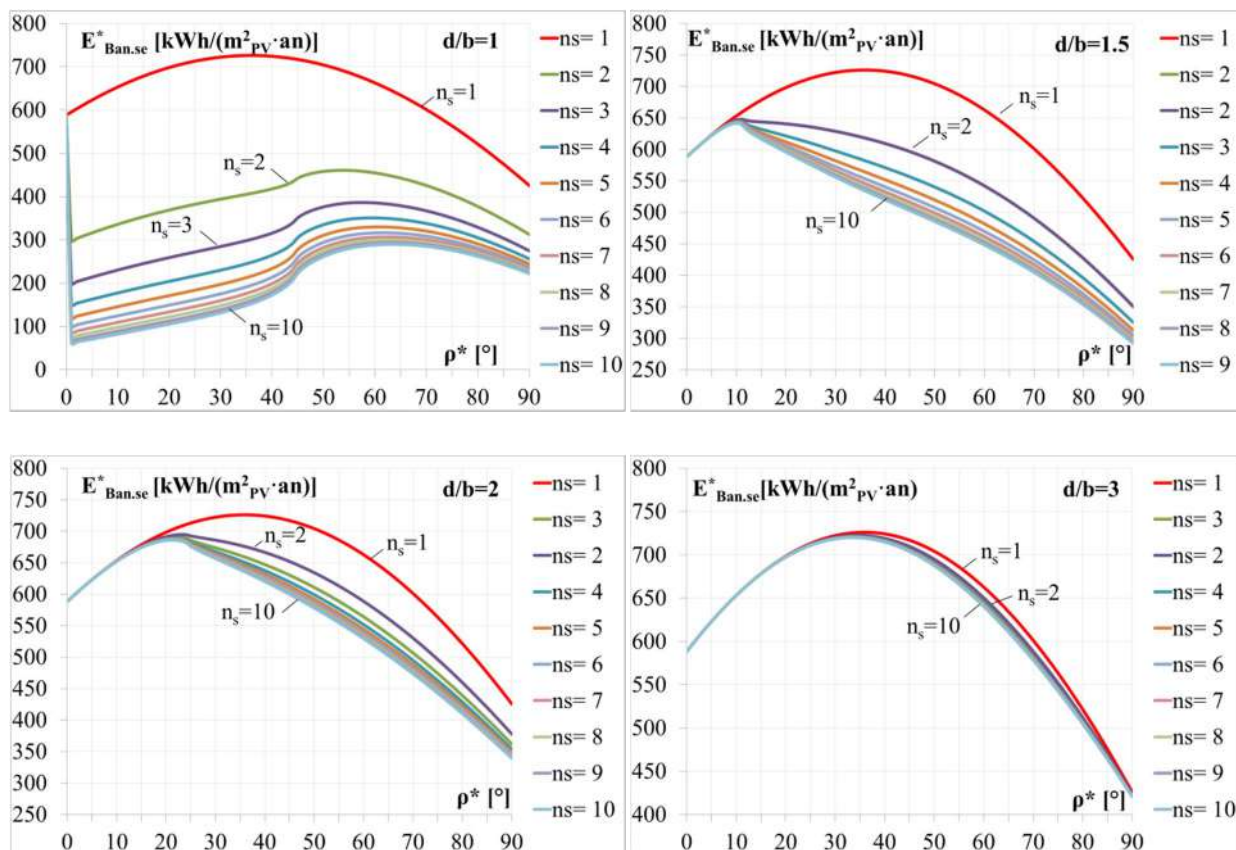 E*Ban.se [kWh/(m²PV·an)]
d/b=1
800
700
600
500
400
300
200
100
0
ns=1
ns=2
ns=3
ns=10
ρ* [°]
0 10 20 30 40 50 60 70 80 90
ns= 1
ns= 2
ns= 3
ns= 4
ns= 5
ns= 6
ns= 7
ns= 8
ns= 9
ns= 10
E*Ban.se [kWh/(m²PV·an)]
d/b=1.5
800
750
700
650
600
550
500
450
400
350
300
250
ns=1
ns=2
ns=10
ρ* [°]
0 10 20 30 40 50 60 70 80 90
ns= 1
ns= 2
ns= 2
ns= 3
ns= 4
ns= 5
ns= 6
ns= 7
ns= 8
ns= 9
E*Ban.se [kWh/(m²PV·an)]
d/b=2
800
750
700
650
600
550
500
450
400
350
300
250
ns=2
ns=1
ns=10
ρ* [°]
0 10 20 30 40 50 60 70 80 90
ns= 1
ns= 3
ns= 2
ns= 4
ns= 5
ns= 6
ns= 7
ns= 8
ns= 9
ns= 10
E*Ban.se[kWh/(m²PV·an)
d/b=3
800
750
700
650
600
550
500
450
400
ns=1
ns=2
ns=10
ρ* [°]
0 10 20 30 40 50 60 70 80 90
ns= 1
ns= 3
ns= 2
ns= 4
ns= 5
ns= 6
ns= 7
ns= 8
ns= 9
ns= 10